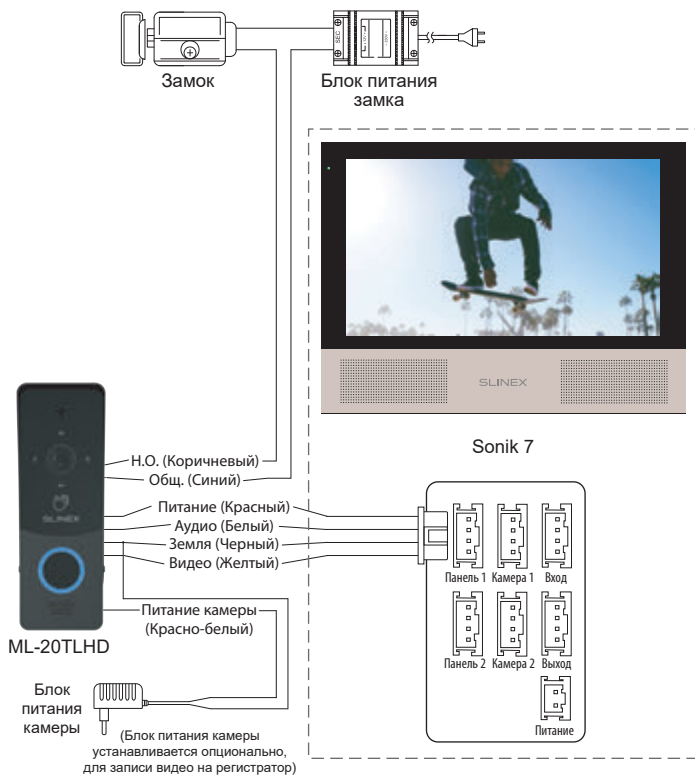 SEC
Замок
Блок питания
замка
SLINEX
Sonik 7
Н.О. (Коричневый)
Общ. (Синий)
Питание (Красный)
Аудио (Белый)
Земля (Черный)
Видео (Желтый)
SLINEX
Питание камеры
(Красно-белый)
ML-20TLHD
Панель 1
Камера 1
Вход
Панель 2
Камера 2
Выход
Питание
Блок
питания
камеры
(Блок питания камеры
устанавливается опционально,
для записи видео на регистратор)